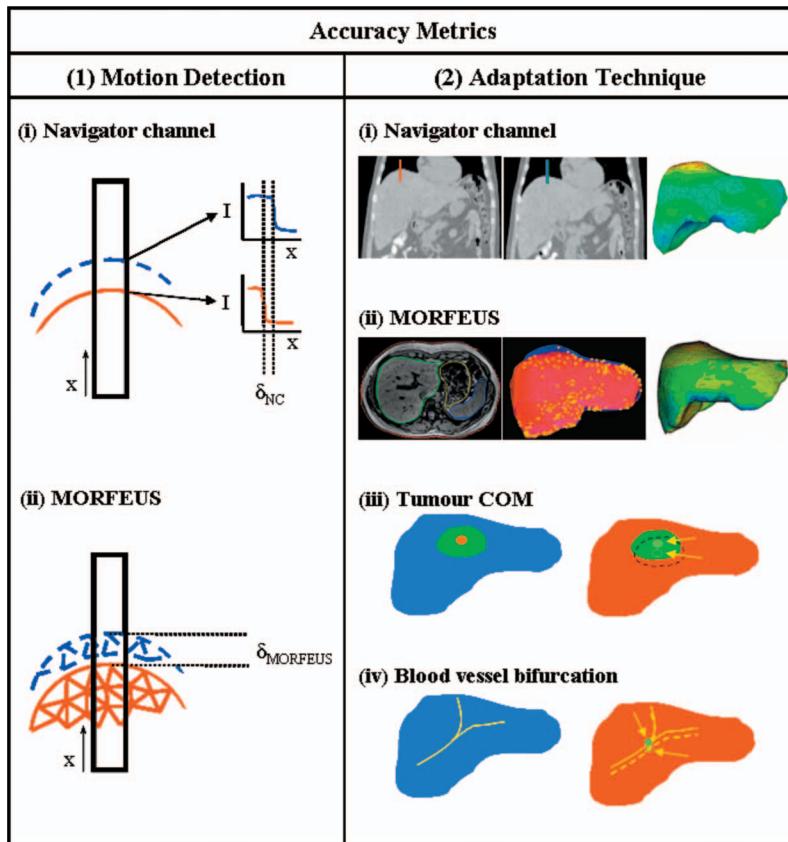 Accuracy Metrics
(1) Motion Detection
(i) Navigator channel
I
x
I
x
x
δNC
(ii) MORFEUS
δMORFEUS
x
(2) Adaptation Technique
(i) Navigator channel
(ii) MORFEUS
(iii) Tumour COM
(iv) Blood vessel bifurcation